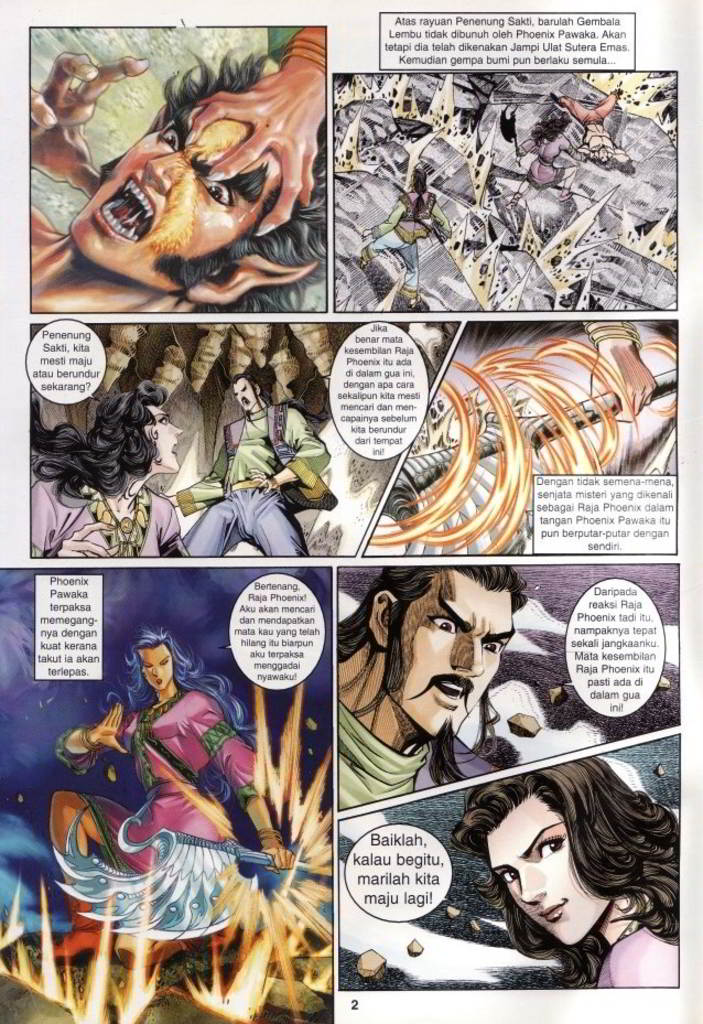 Atas rayuan Penenung Sakti, barulah Gembala
Lembu tidak dibunuh oleh Phoenix Pawaka. Akan
tetapi dia telah dikenakan Jampi Ulat Sutera Emas.
Kemudian gempa bumi pun berlaku semula...
Penenung
Sakti, kita
mesti maju
atau berundur
sekarang?
Jika
benar mata
kesembilan Raja
Phoenix itu ada
di dalam gua ini,
dengan apa cara
sekalipun kita mesti
mencari dan men-
capainya sebelum
kita berundur
dari tempat
ini!
Dengan tidak semena-mena,
senjata misteri yang dikenali
sebagai Raja Phoenix dalam
tangan Phoenix Pawaka itu
pun berputar-putar dengan
sendiri.
Phoenix
Pawaka
terpaksa
memegang-
nya dengan
kuat kerana
takut ia akan
terlepas.
Bertenang,
Raja Phoenix!
Aku akan mencari
dan mendapatkan
mata kau yang telah
hilang itu biarpun
aku terpaksa
menggadai
nyawaku!
Daripada
reaksi Raja
Phoenix tadi itu,
nampaknya tepat
sekali jangkaanku.
Mata kesembilan
Raja Phoenix itu
pasti ada di
dalam gua
ini!
Baiklah,
kalau begitu,
marilah kita
maju lagi!
2